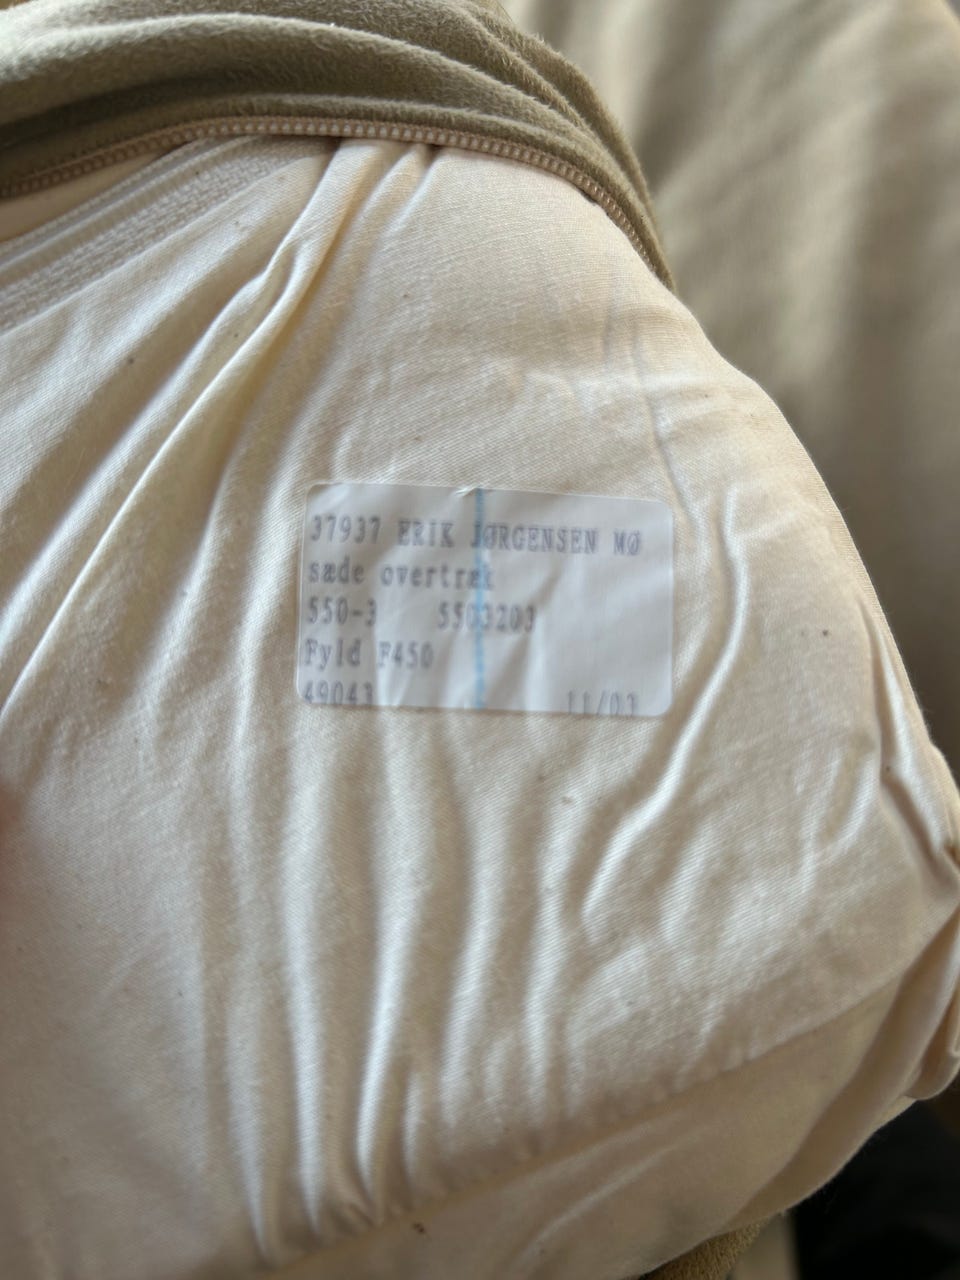 37937 ERIK JØRGENSEN MØ
sæde overtræk
550-3 5503203
Fyld F450
49043 11/03